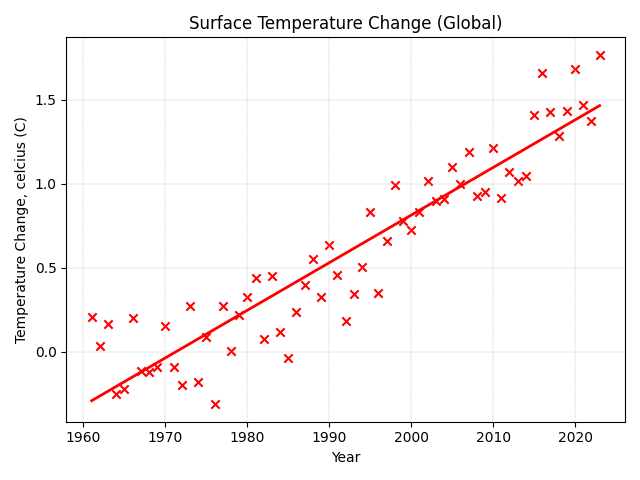 Surface Temperature Change (Global)
Temperature Change, celcius (C)
1.5
1.0
0.5
0.0
1960 1970 1980 1990 2000 2010 2020
Year